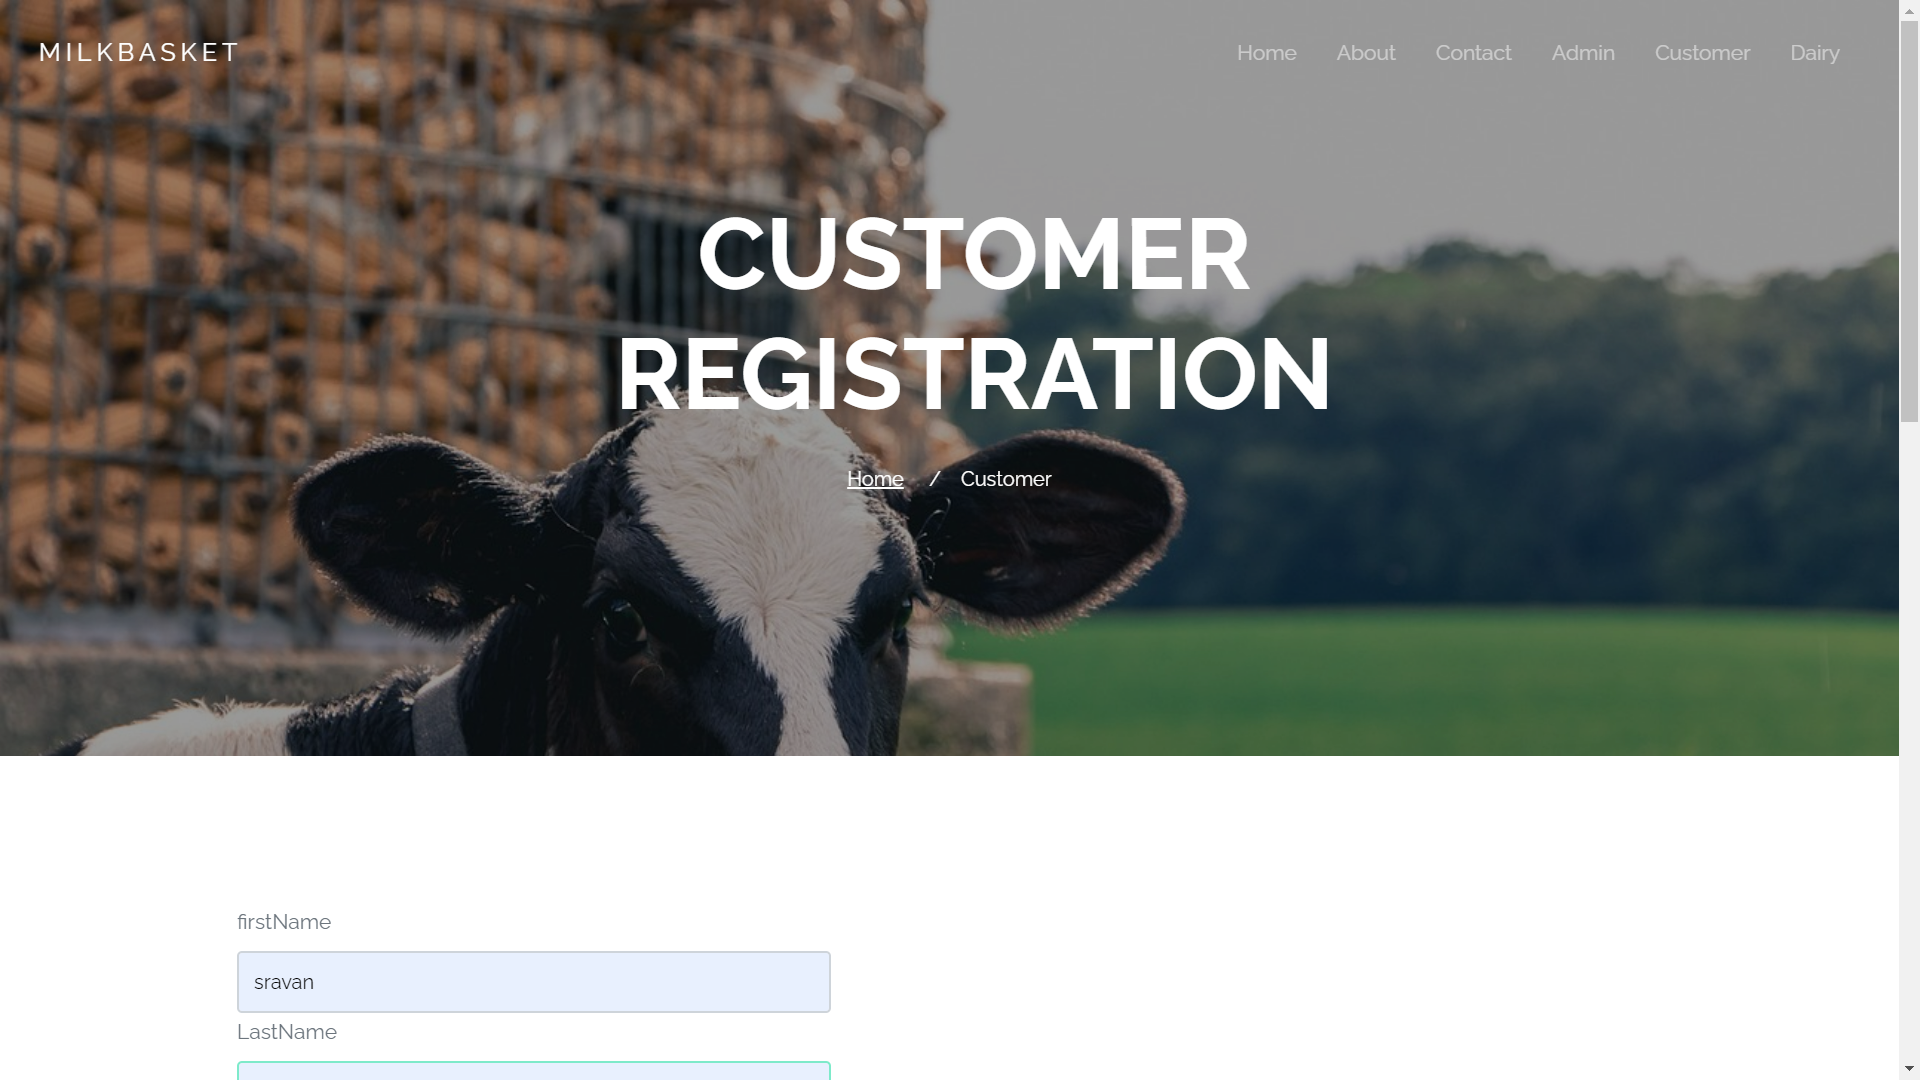 MILKBASKET
Home About Contact Admin Customer Dairy
CUSTOMER
REGISTRATION
Home / Customer
firstName
sravan
LastName